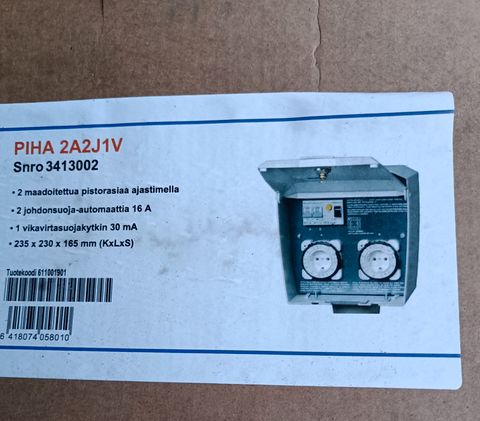 PIHA 2A2J1V
Snro 3413002
• 2 maadoitettua pistorasiaa ajastimella
• 2 johdonsuoja-automaattia 16 A
• 1 vikavirtasuojakytkin 30 mA
• 235 x 230 x 165 mm (KxLxS)
Tuotekoodi 611001901
6 418074 058010